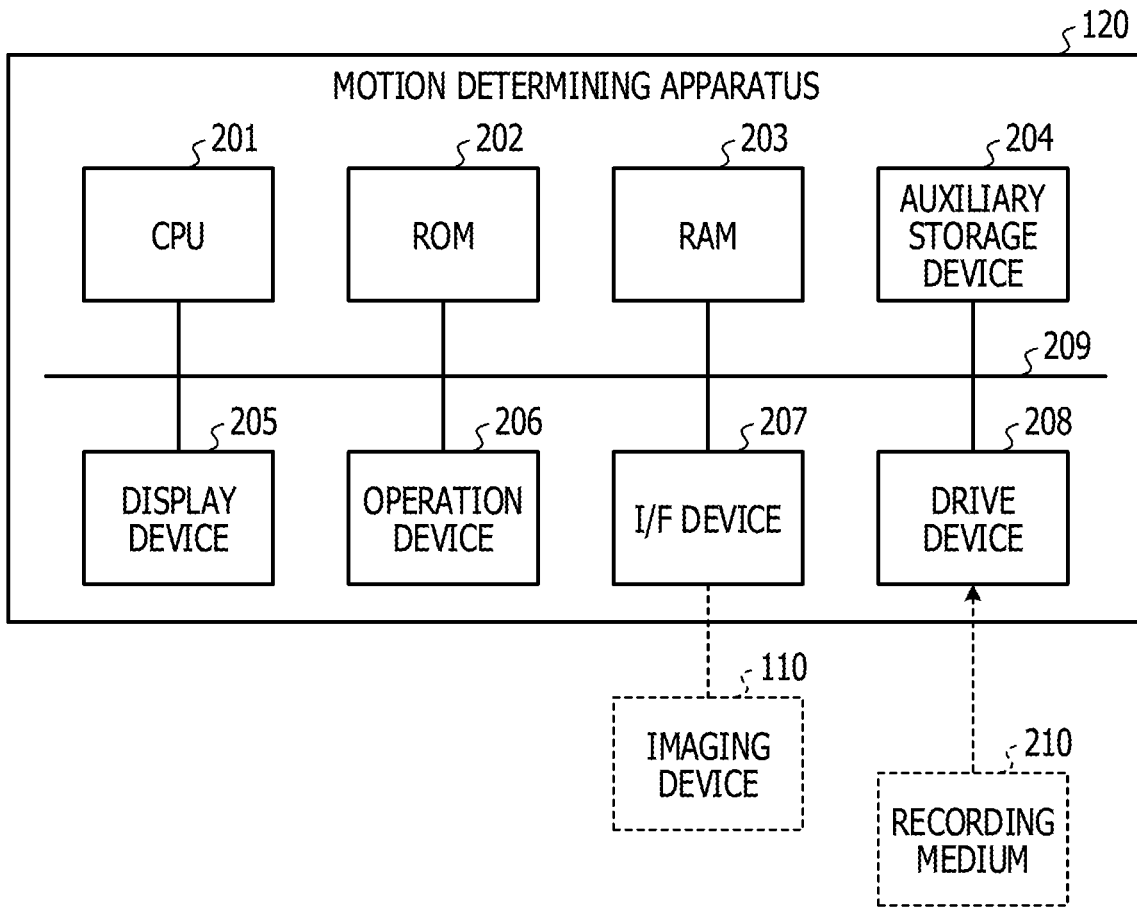 120
MOTION DETERMINING APPARATUS
201
202
203
204
CPU
ROM
RAM
AUXILIARY
STORAGE
DEVICE
209
205
206
207
208
DISPLAY
DEVICE
OPERATION
DEVICE
I/F DEVICE
DRIVE
DEVICE
110
IMAGING
DEVICE
210
RECORDING
MEDIUM